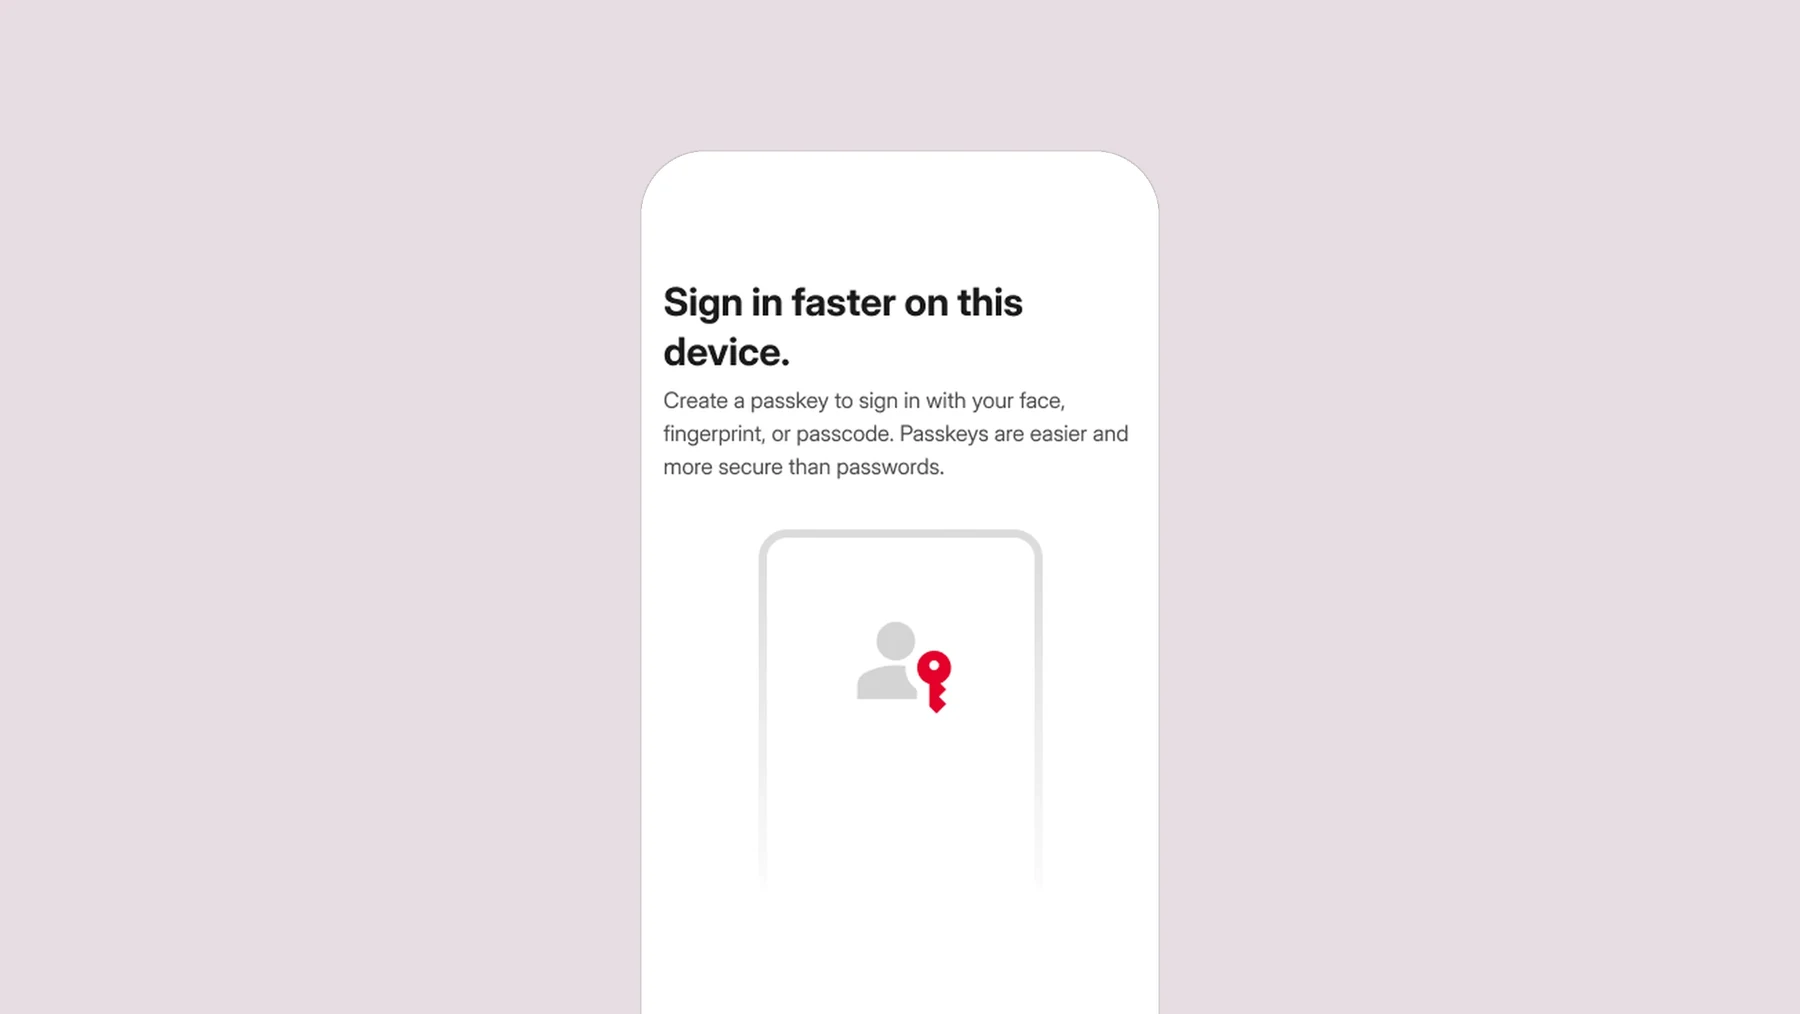 Sign in faster on this
device.
Create a passkey to sign in with your face,
fingerprint, or passcode. Passkeys are easier and
more secure than passwords.